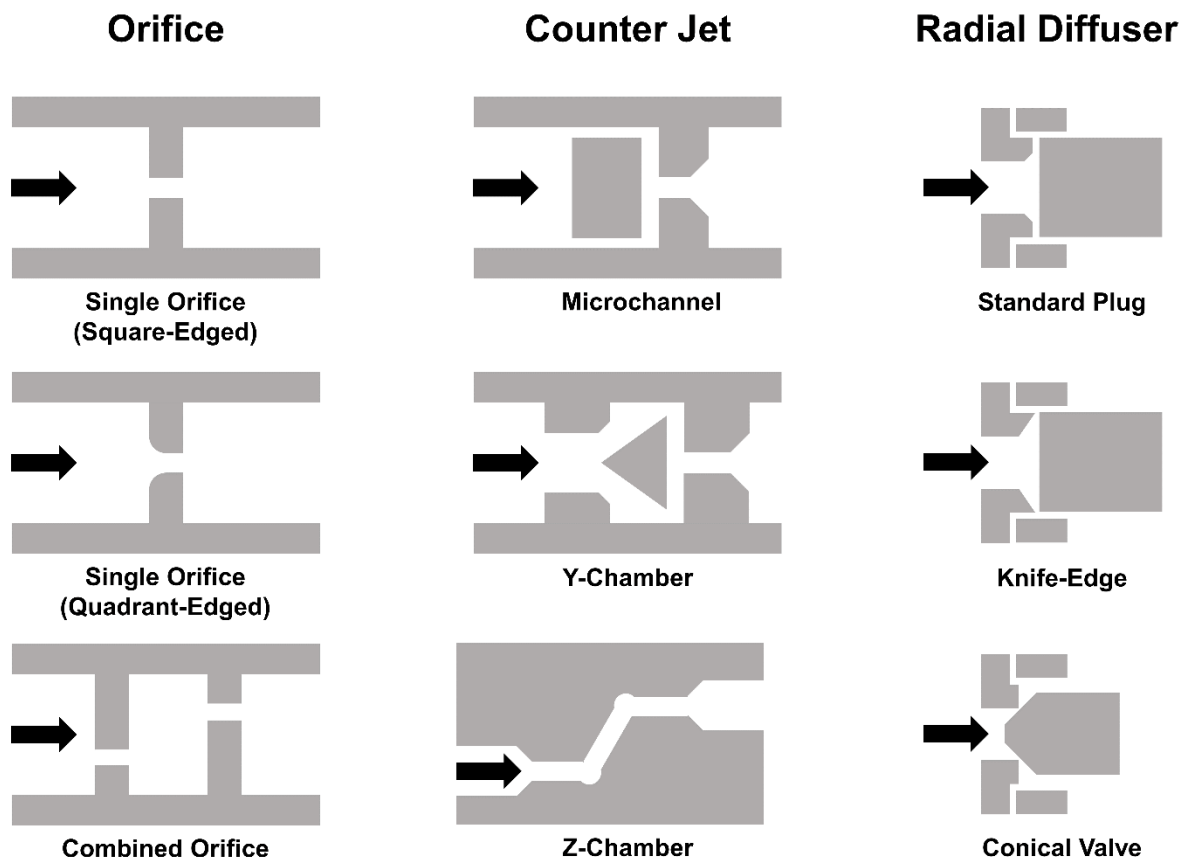 Orifice
Counter Jet
Radial Diffuser
Single Orifice
(Square-Edged)
Microchannel
Standard Plug
Single Orifice
(Quadrant-Edged)
Y-Chamber
Knife-Edge
Combined Orifice
Z-Chamber
Conical Valve